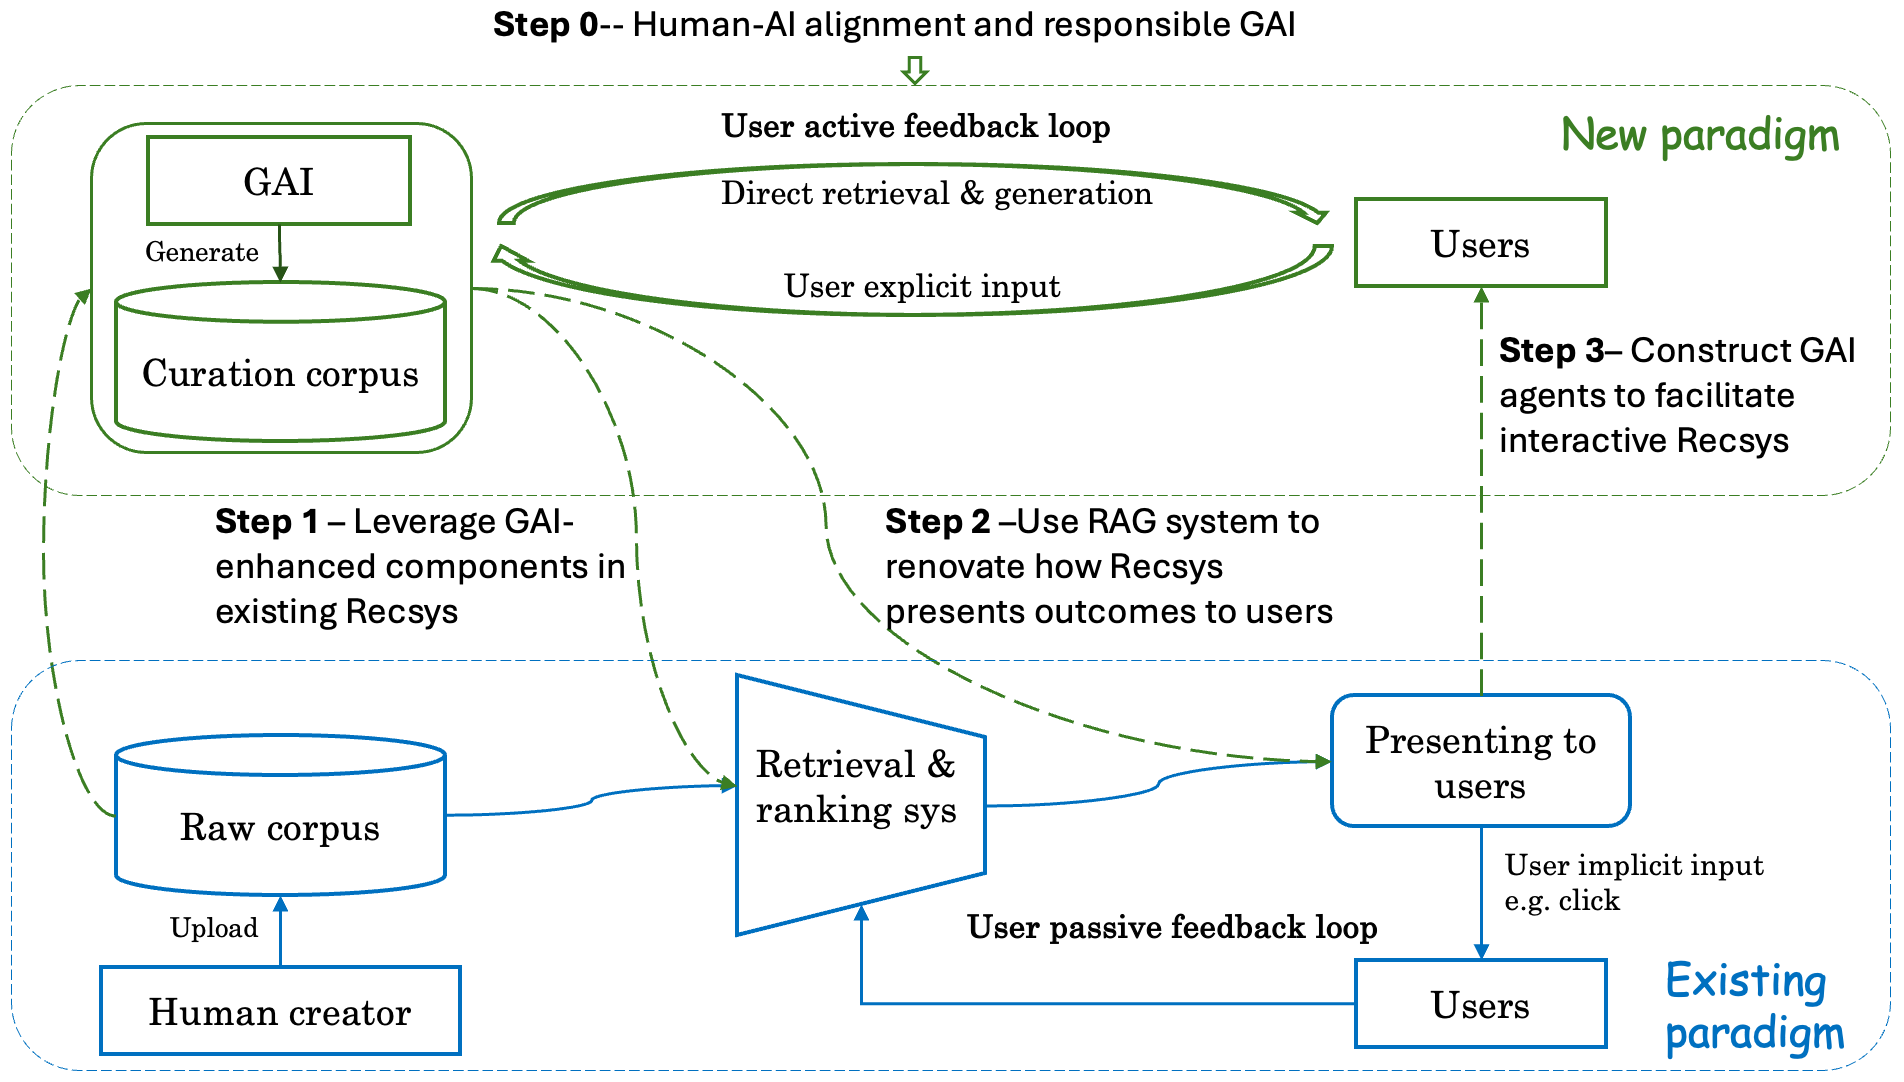 Step 0-- Human-AI alignment and responsible GAI
User active feedback loop
New paradigm
GAI
Direct retrieval & generation
Generate
Users
User explicit input
Curation corpus
Step 3– Construct GAI
agents to facilitate
interactive Recsys
Step 1 – Leverage GAI-
enhanced components in
existing Recsys
Step 2 –Use RAG system to
renovate how Recsys
presents outcomes to users
Retrieval &
ranking sys
Presenting to
users
Raw corpus
User implicit input
e.g. click
Upload
User passive feedback loop
Human creator
Users
Existing
paradigm